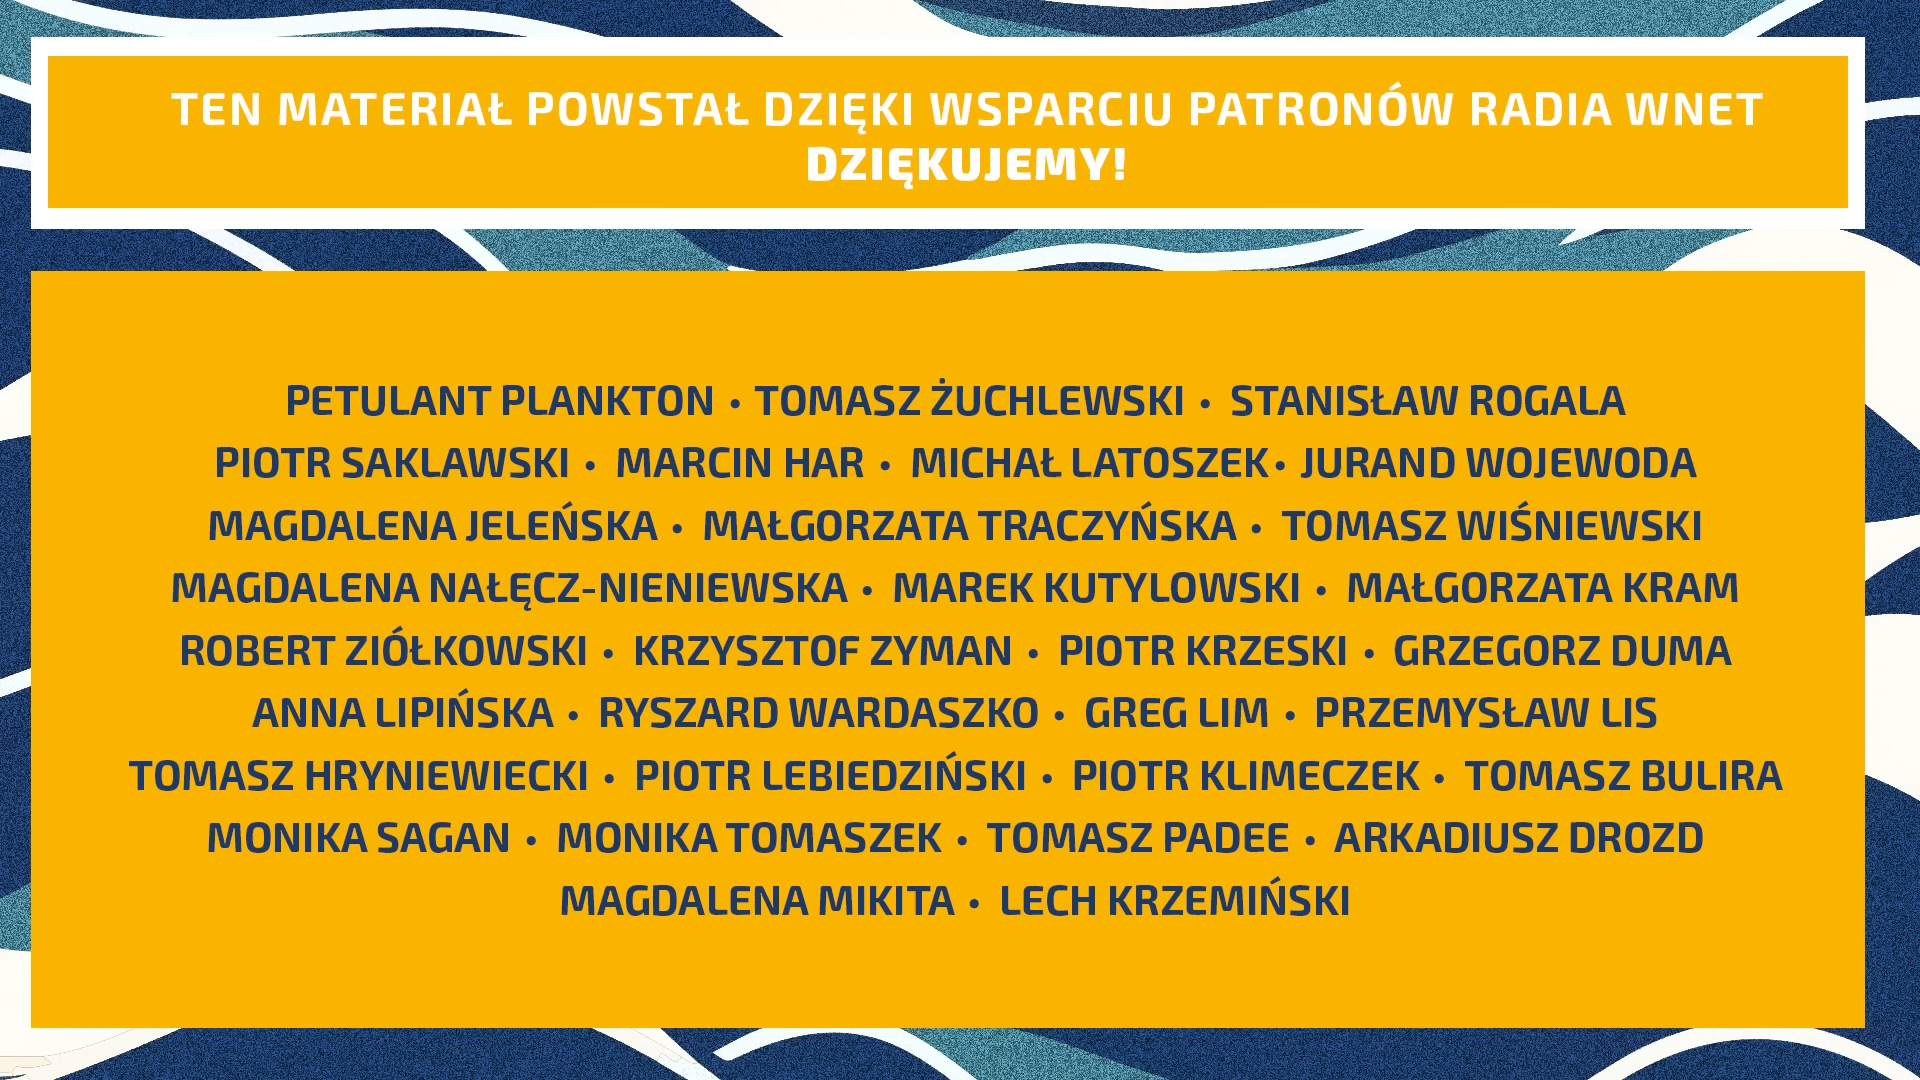 TEN MATERIAŁ POWSTAŁ DZIĘKI WSPARCIU PATRONÓW RADIA WNET
DZIĘKUJEMY!
PETULANT PLANKTON • TOMASZ ŻUCHLEWSKI • STANISŁAW ROGALA
PIOTR SAKLAWSKI • MARCIN HAR • MICHAŁ LATOSZEK • JURAND WOJEWODA
MAGDALENA JELEŃSKA • MAŁGORZATA TRACZYŃSKA • TOMASZ WIŚNIEWSKI
MAGDALENA NAŁĘCZ-NIENIEWSKA • MAREK KUTYLOWSKI • MAŁGORZATA KRAM
ROBERT ZIÓŁKOWSKI • KRZYSZTOF ZYMAN • PIOTR KRZESKI • GRZEGORZ DUMA
ANNA LIPIŃSKA • RYSZARD WARDASZKO • GREG LIM • PRZEMYSŁAW LIS
TOMASZ HRYNIEWIECKI • PIOTR LEBIEDZIŃSKI • PIOTR KLIMECZEK • TOMASZ BULIRA
MONIKA SAGAN • MONIKA TOMASZEK • TOMASZ PADEE • ARKADIUSZ DROZD
MAGDALENA MIKITA • LECH KRZEMIŃSKI